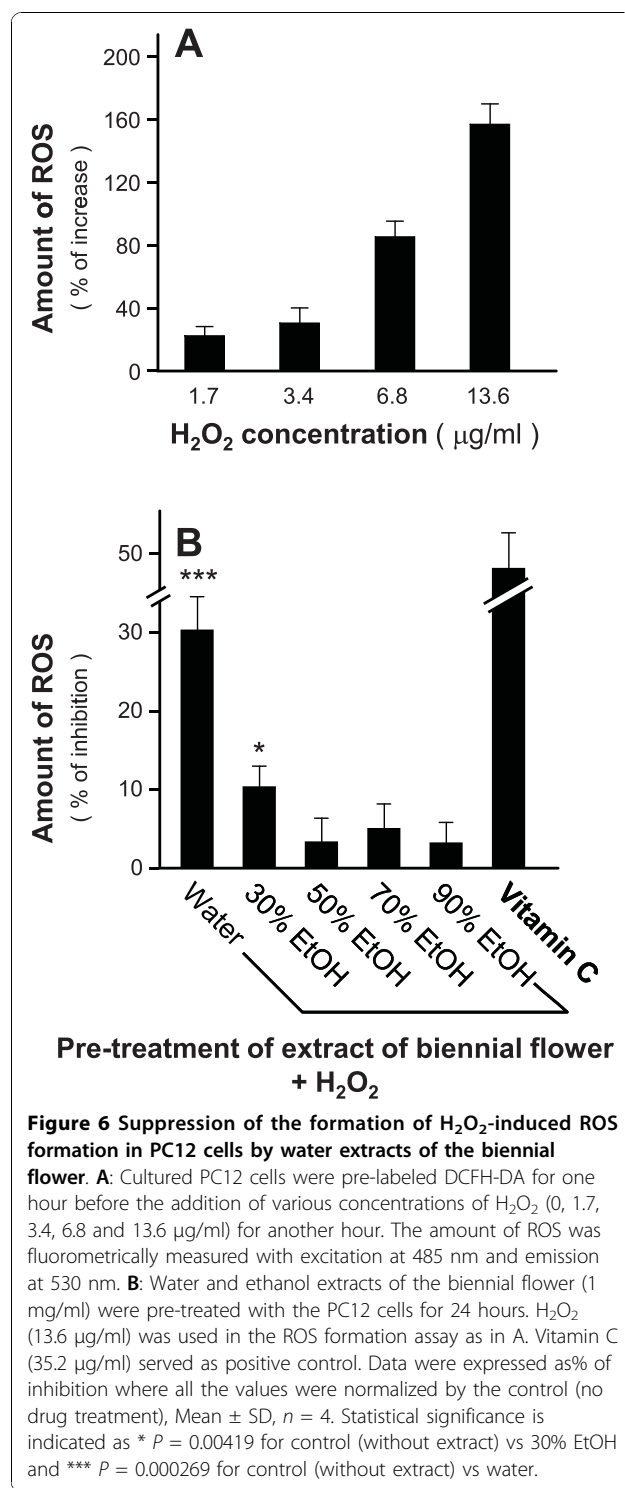 A
200
160
120
80
40
0
Amount of ROS
( % of increase )
1.7 3.4 6.8 13.6
H₂O₂ concentration ( μg/ml )
B
50
30
20
10
0
***
*
Amount of ROS
( % of inhibition )
Water
30% EtOH
50% EtOH
70% EtOH
90% EtOH
Vitamin C
Pre-treatment of extract of biennial flower
+ H₂O₂
Figure 6 Suppression of the formation of H₂O₂-induced ROS
formation in PC12 cells by water extracts of the biennial
flower. A: Cultured PC12 cells were pre-labeled DCFH-DA for one
hour before the addition of various concentrations of H₂O₂ (0, 1.7,
3.4, 6.8 and 13.6 μg/ml) for another hour. The amount of ROS was
fluorometrically measured with excitation at 485 nm and emission
at 530 nm. B: Water and ethanol extracts of the biennial flower (1
mg/ml) were pre-treated with the PC12 cells for 24 hours. H₂O₂
(13.6 μg/ml) was used in the ROS formation assay as in A. Vitamin C
(35.2 μg/ml) served as positive control. Data were expressed as% of
inhibition where all the values were normalized by the control (no
drug treatment), Mean ± SD, n = 4. Statistical significance is
indicated as * P = 0.00419 for control (without extract) vs 30% EtOH
and *** P = 0.000269 for control (without extract) vs water.